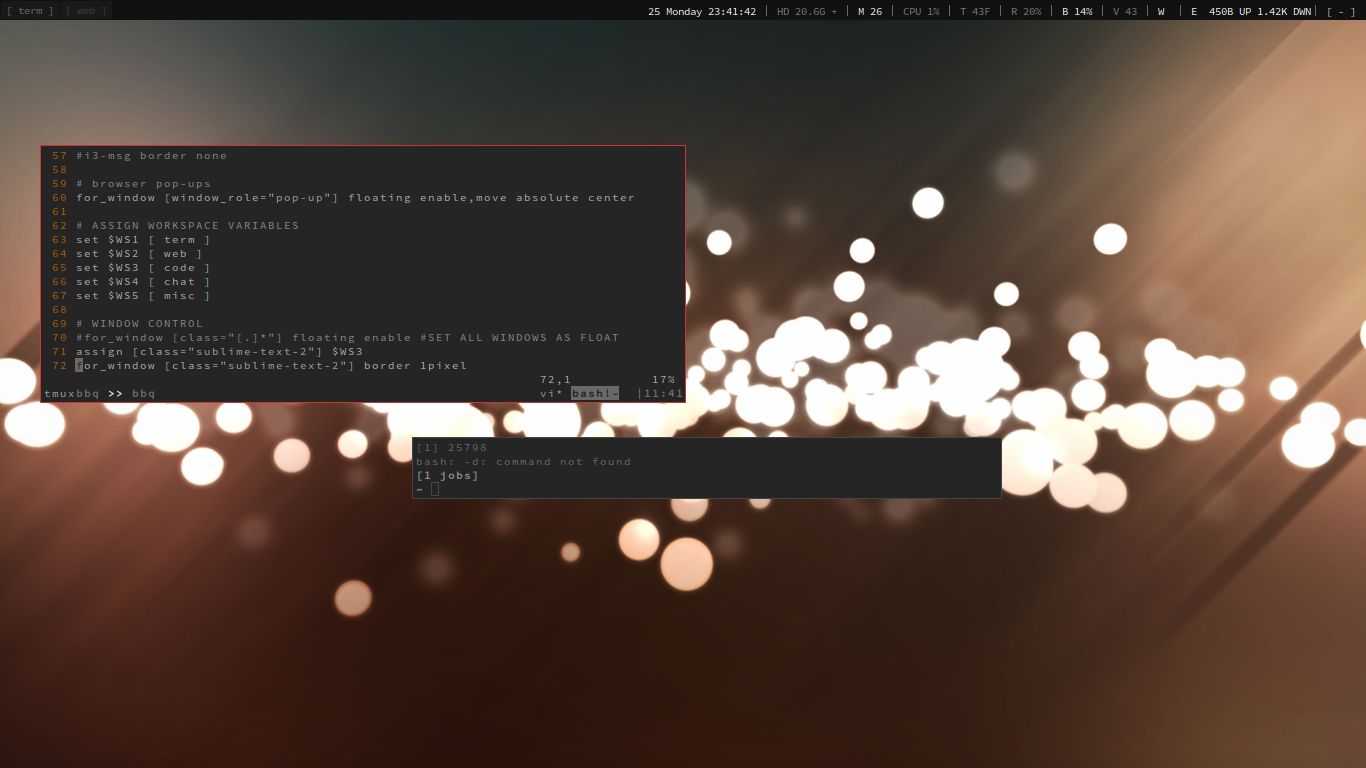 [ term ] [ web ] 25 Monday 23:41:42 | HD 20.6G + | M 26 | CPU 1% | T 43F | R 20% | B 14% | V 43 | W | E 450B UP 1.42K DWN | [ - ]
57 #i3-msg border none
58
59 # browser pop-ups
60 for_window [window_role="pop-up"] floating enable,move absolute center
61
62 # ASSIGN WORKSPACE VARIABLES
63 set $WS1 [ term ]
64 set $WS2 [ web ]
65 set $WS3 [ code ]
66 set $WS4 [ chat ]
67 set $WS5 [ misc ]
68
69 # WINDOW CONTROL
70 #for_window [class="[.]*"] floating enable #SET ALL WINDOWS AS FLOAT
71 assign [class="sublime-text-2"] $WS3
72 for_window [class="sublime-text-2"] border 1pixel
72,1 17%
tmuxbbq >> bbq vi* bash!- |11:41
[1] 25798
bash: -d: command not found
[1 jobs]
~